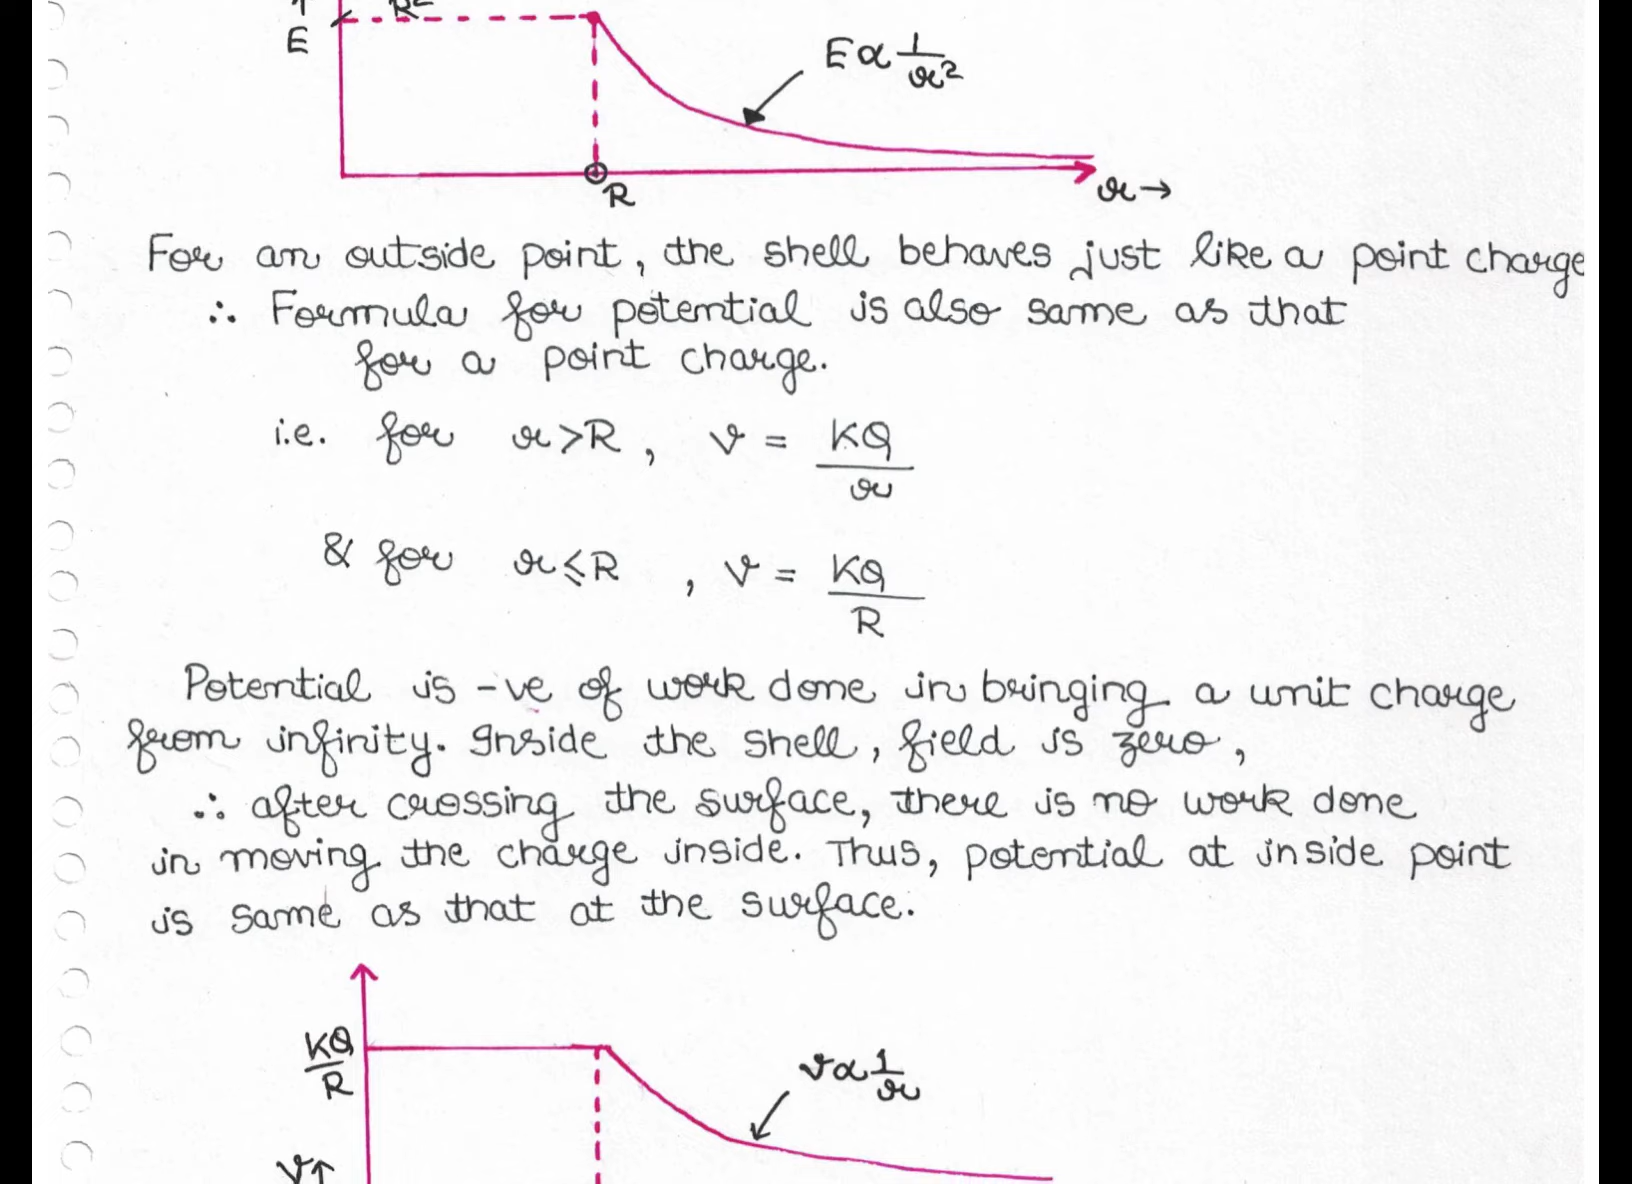 R²
E
E ∝ 1/r²
R
r →
For an outside point, the shell behaves just like a point charge
∴ Formula for potential is also same as that
for a point charge.
i.e. for r > R, V = KQ/r
& for r ≤ R, V = KQ/R
Potential is -ve of work done in bringing a unit charge
from infinity. Inside the shell, field is zero,
∴ after crossing the surface, there is no work done
in moving the charge inside. Thus, potential at inside point
is same as that at the surface.
KQ/R
V ∝ 1/r
V↑